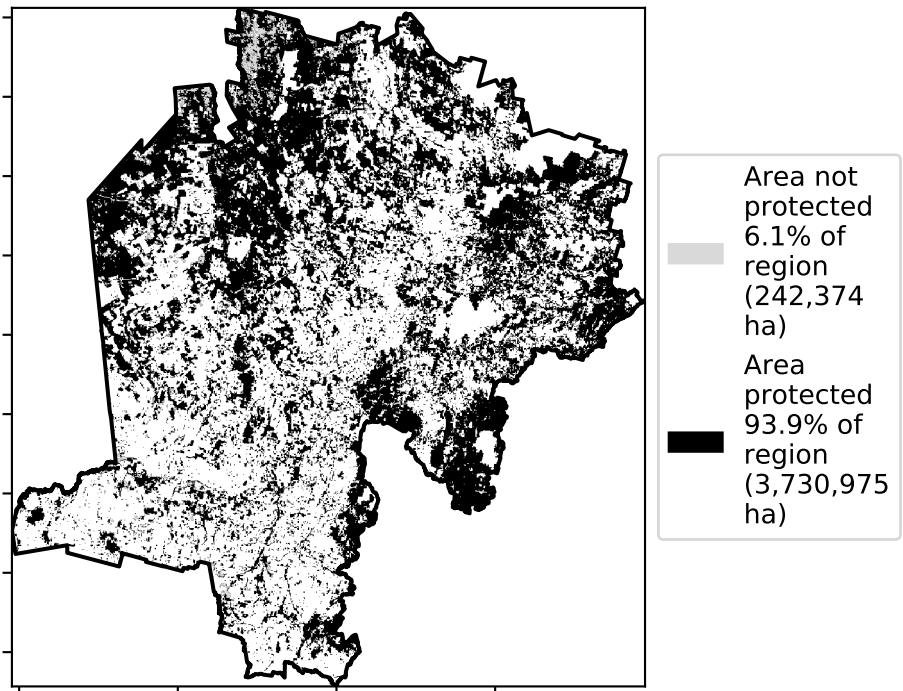 Area not
protected
6.1% of
region
(242,374
ha)
Area
protected
93.9% of
region
(3,730,975
ha)